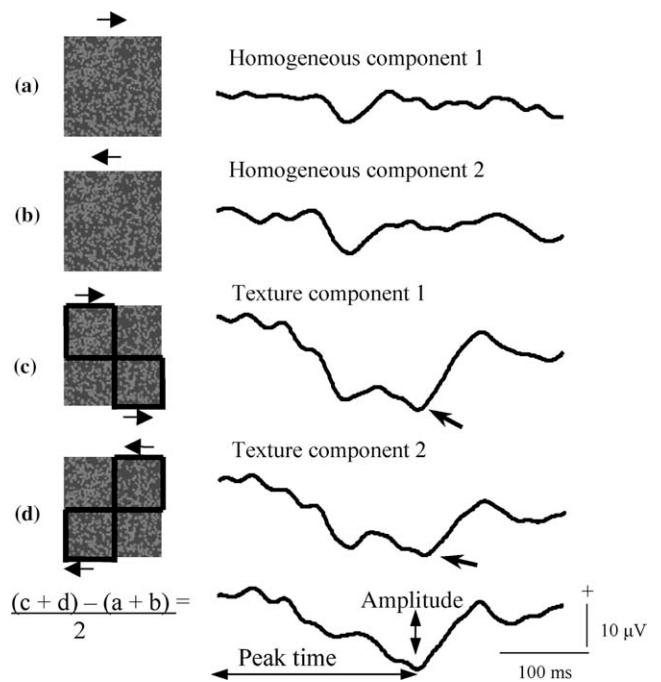 Homogeneous component 1
(a)
Homogeneous component 2
(b)
Texture component 1
(c)
Texture component 2
(d)
(c + d) – (a + b) =
2
Amplitude
Peak time
+
10 µV
100 ms